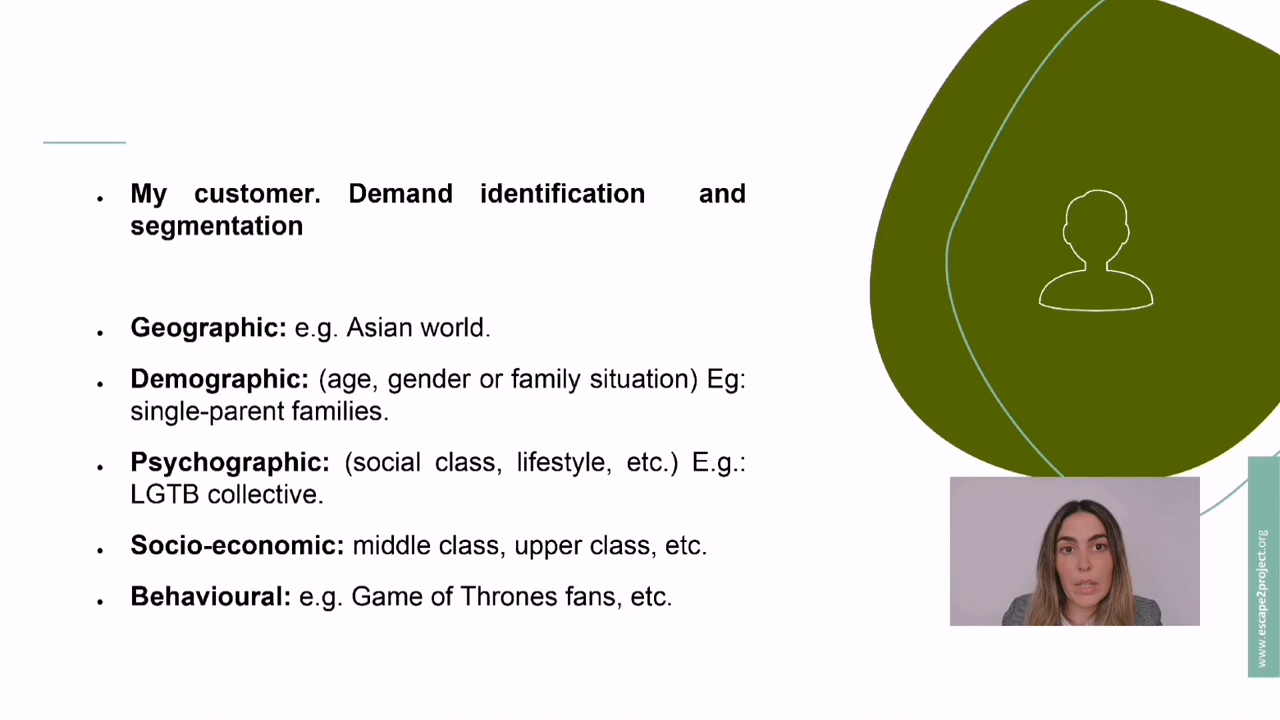 My customer. Demand identification and
segmentation
Geographic: e.g. Asian world.
Demographic: (age, gender or family situation) Eg:
single-parent families.
Psychographic: (social class, lifestyle, etc.) E.g.:
LGTB collective.
Socio-economic: middle class, upper class, etc.
Behavioural: e.g. Game of Thrones fans, etc.
www.escape2project.org